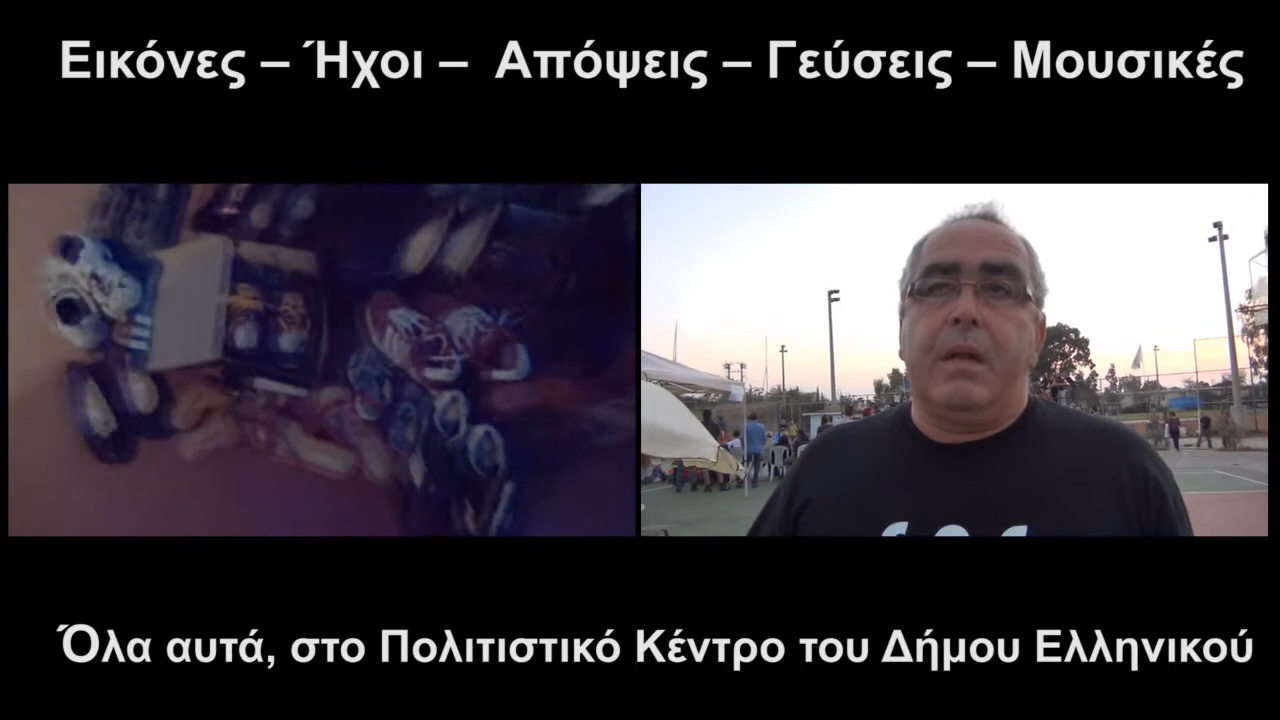 Εικόνες – Ήχοι – Απόψεις – Γεύσεις – Μουσικές
Όλα αυτά, στο Πολιτιστικό Κέντρο του Δήμου Ελληνικού